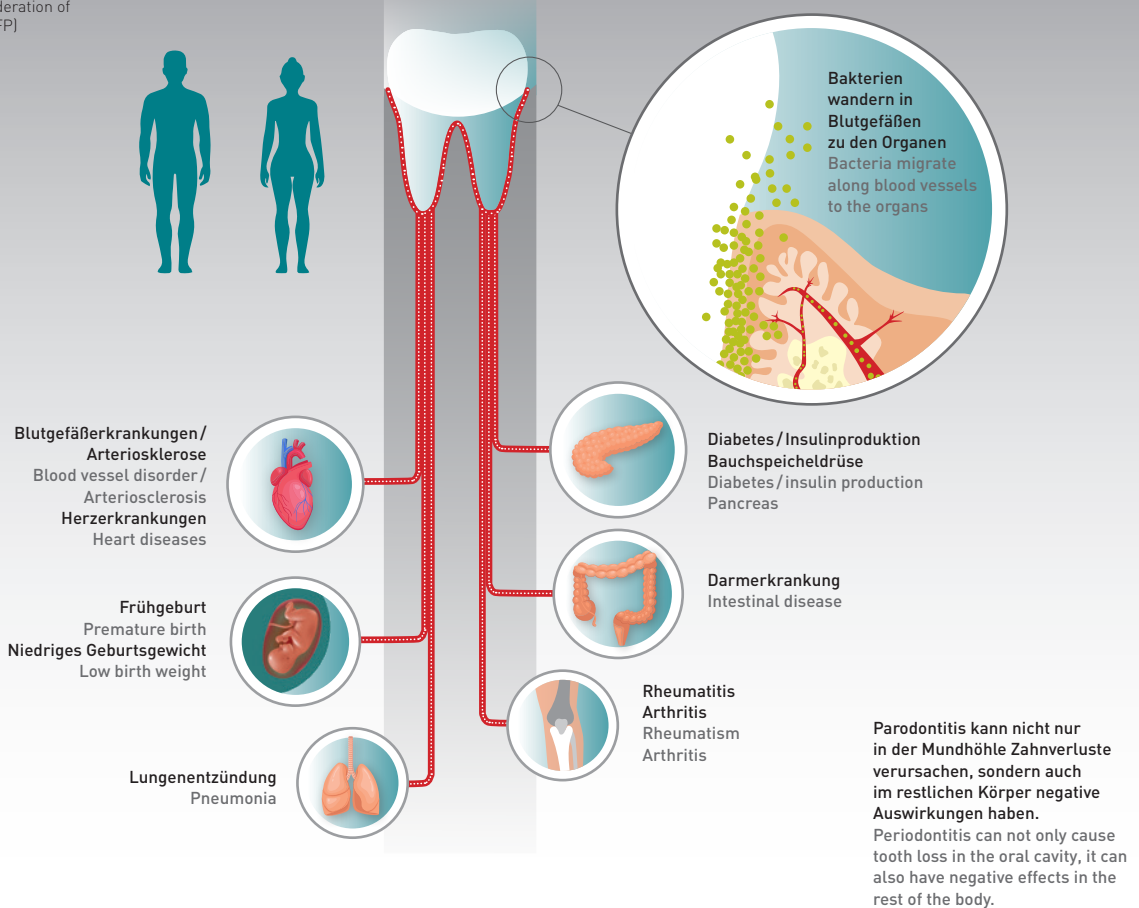 deration of
FP)
Bakterien
wandern in
Blutgefäßen
zu den Organen
Bacteria migrate
along blood vessels
to the organs
Blutgefäßerkrankungen/
Arteriosklerose
Blood vessel disorder/
Arteriosclerosis
Herzerkrankungen
Heart diseases
Diabetes/Insulinproduktion
Bauchspeicheldrüse
Diabetes/insulin production
Pancreas
Frühgeburt
Premature birth
Niedriges Geburtsgewicht
Low birth weight
Darmerkrankung
Intestinal disease
Lungenentzündung
Pneumonia
Rheumatitis
Arthritis
Rheumatism
Arthritis
Parodontitis kann nicht nur
in der Mundhöhle Zahnverluste
verursachen, sondern auch
im restlichen Körper negative
Auswirkungen haben.
Periodontitis can not only cause
tooth loss in the oral cavity, it can
also have negative effects in the
rest of the body.